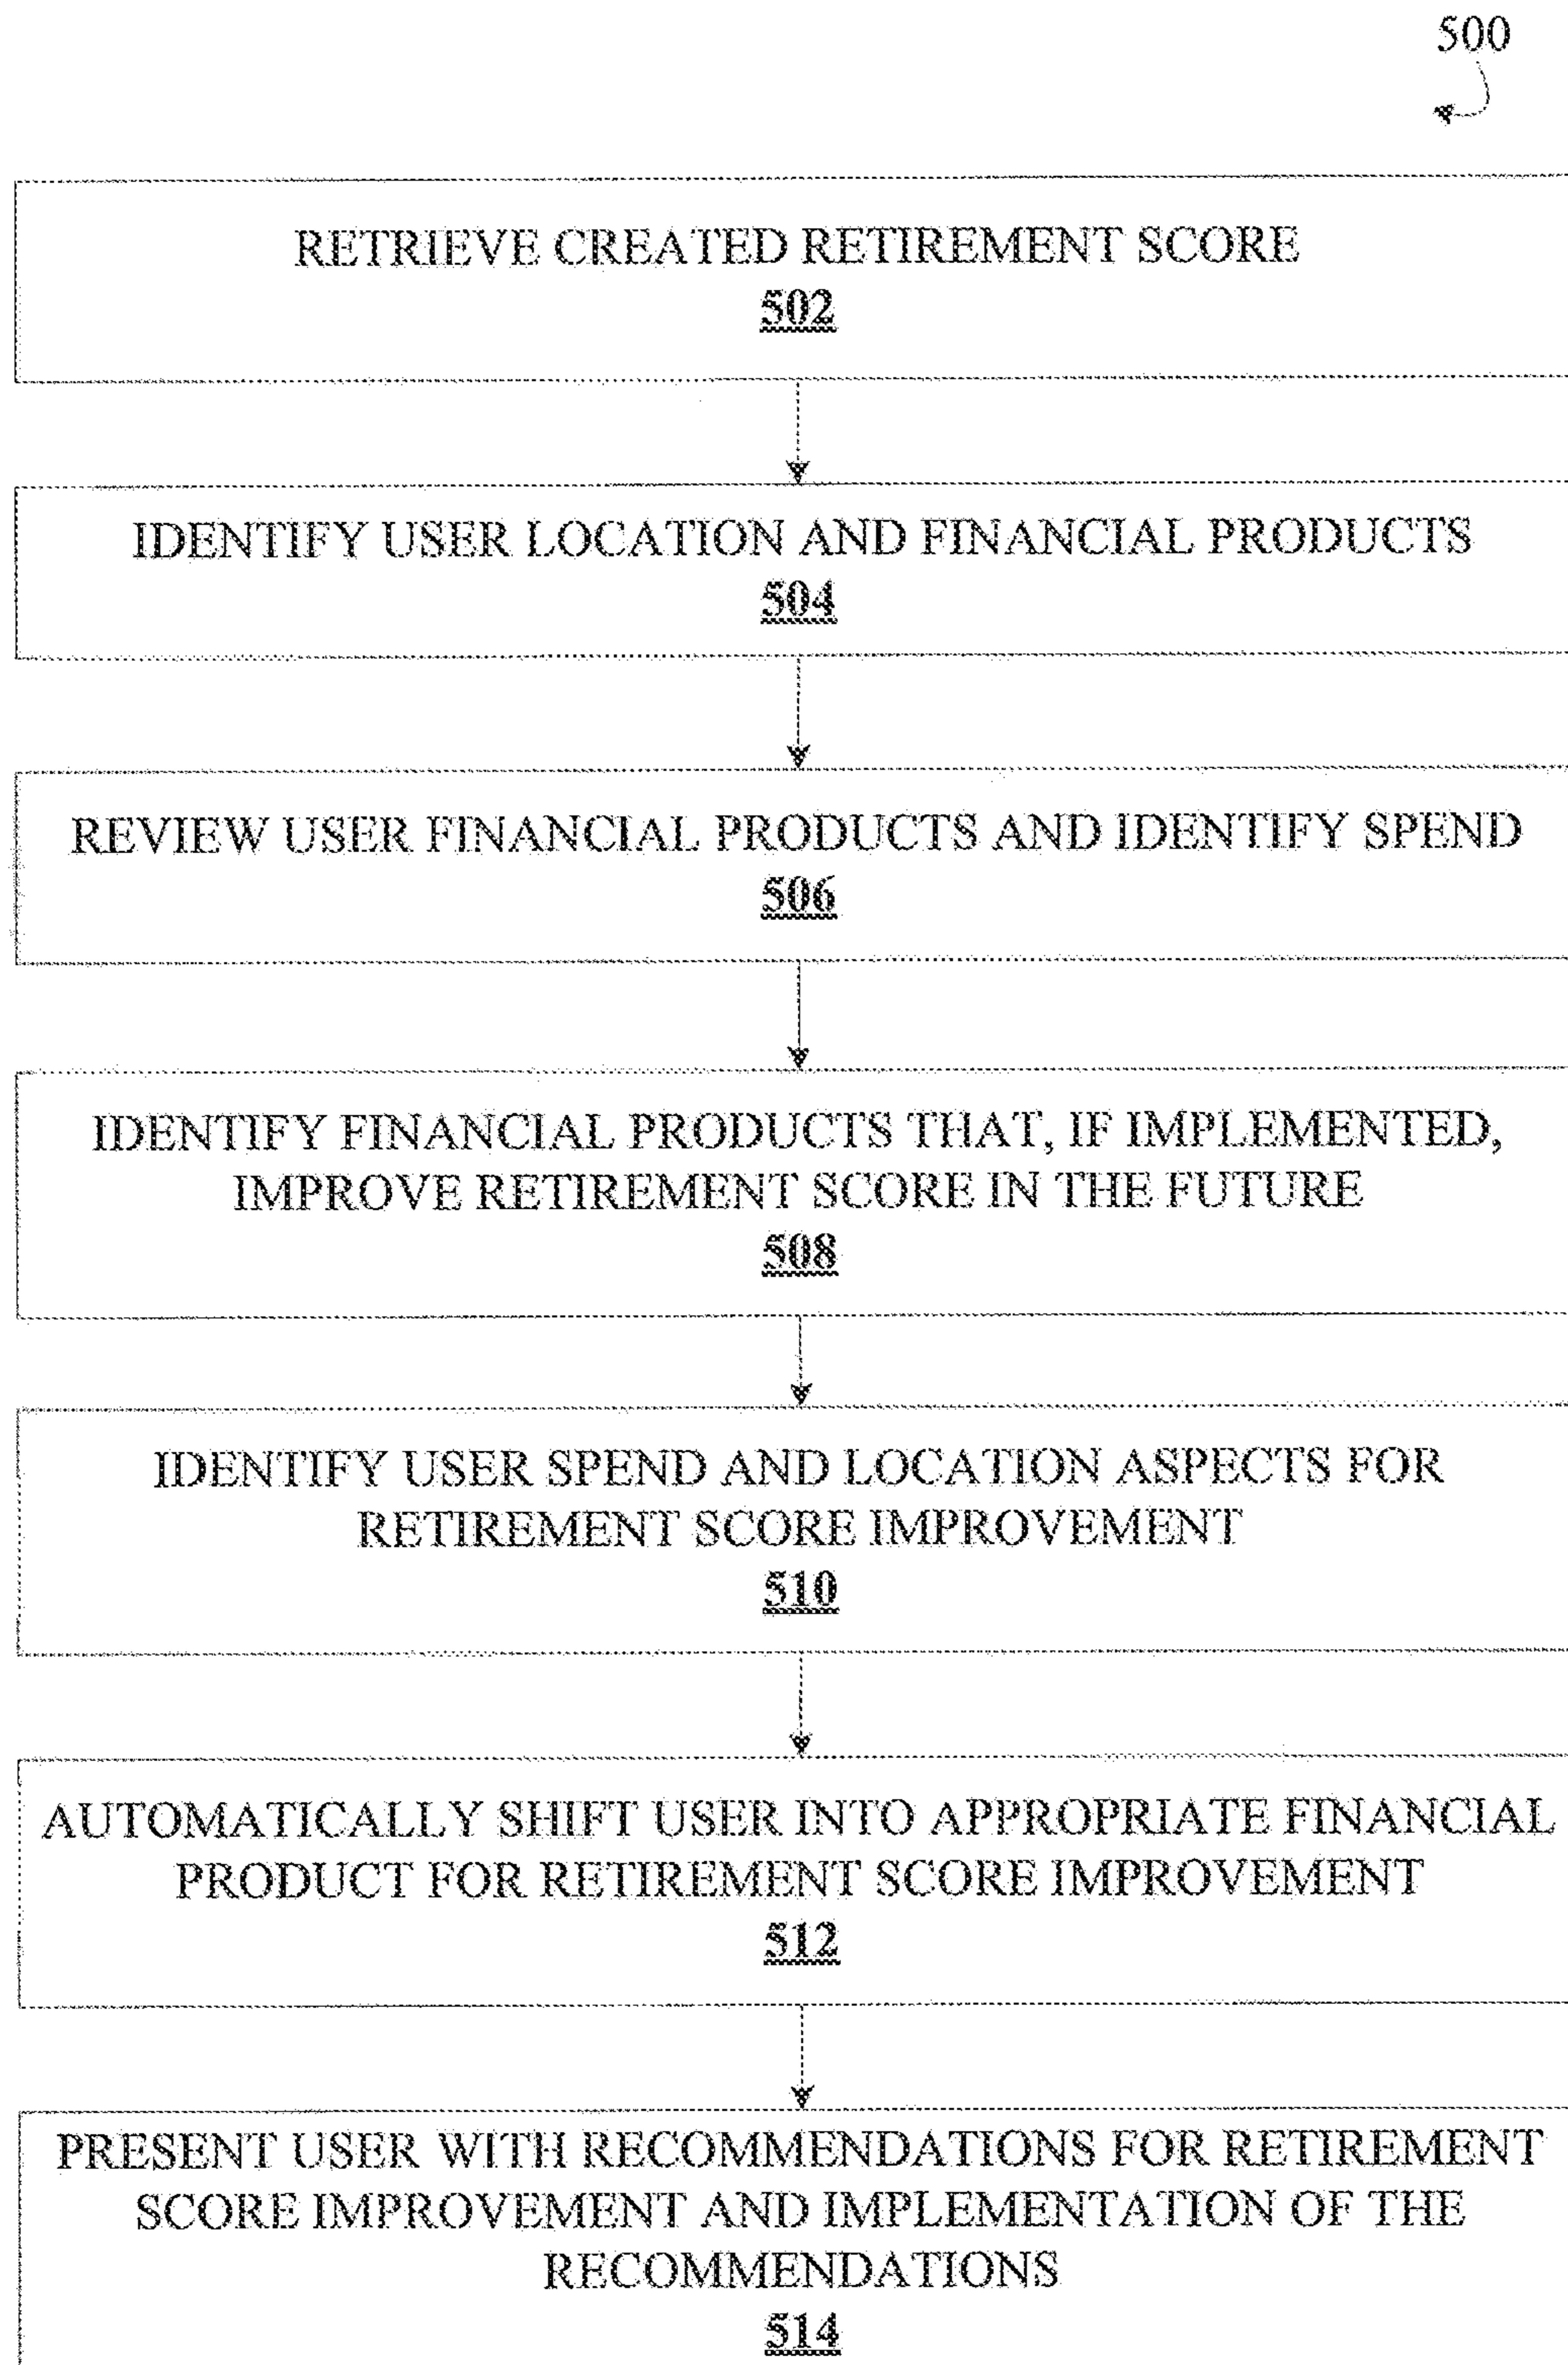 500
RETRIEVE CREATED RETIREMENT SCORE
502
IDENTIFY USER LOCATION AND FINANCIAL PRODUCTS
504
REVIEW USER FINANCIAL PRODUCTS AND IDENTIFY SPEND
506
IDENTIFY FINANCIAL PRODUCTS THAT, IF IMPLEMENTED,
IMPROVE RETIREMENT SCORE IN THE FUTURE
508
IDENTIFY USER SPEND AND LOCATION ASPECTS FOR
RETIREMENT SCORE IMPROVEMENT
510
AUTOMATICALLY SHIFT USER INTO APPROPRIATE FINANCIAL
PRODUCT FOR RETIREMENT SCORE IMPROVEMENT
512
PRESENT USER WITH RECOMMENDATIONS FOR RETIREMENT
SCORE IMPROVEMENT AND IMPLEMENTATION OF THE
RECOMMENDATIONS
514